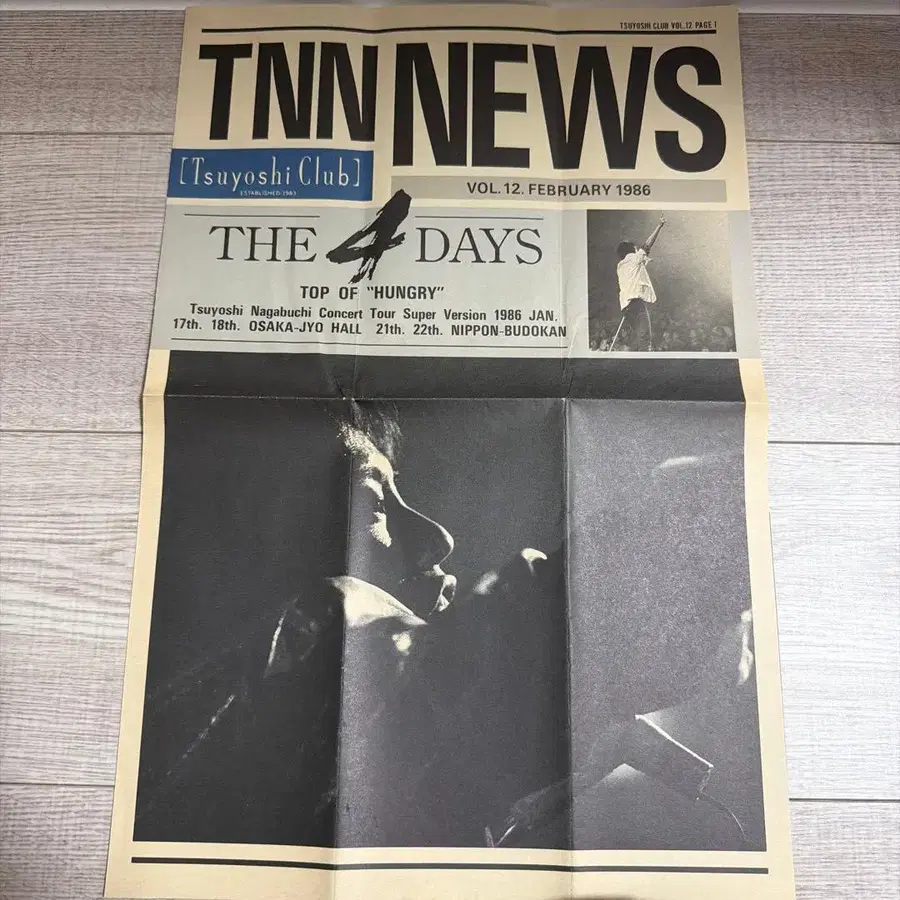 TSUYOSHI CLUB VOL.12 PAGE 1
TNN NEWS
[Tsuyoshi Club]
ESTABLISHED 1983
VOL.12. FEBRUARY 1986
THE 4 DAYS
TOP OF "HUNGRY"
Tsuyoshi Nagabuchi Concert Tour Super Version 1986 JAN.
17th. 18th. OSAKA-JYO HALL 21th. 22th. NIPPON-BUDOKAN